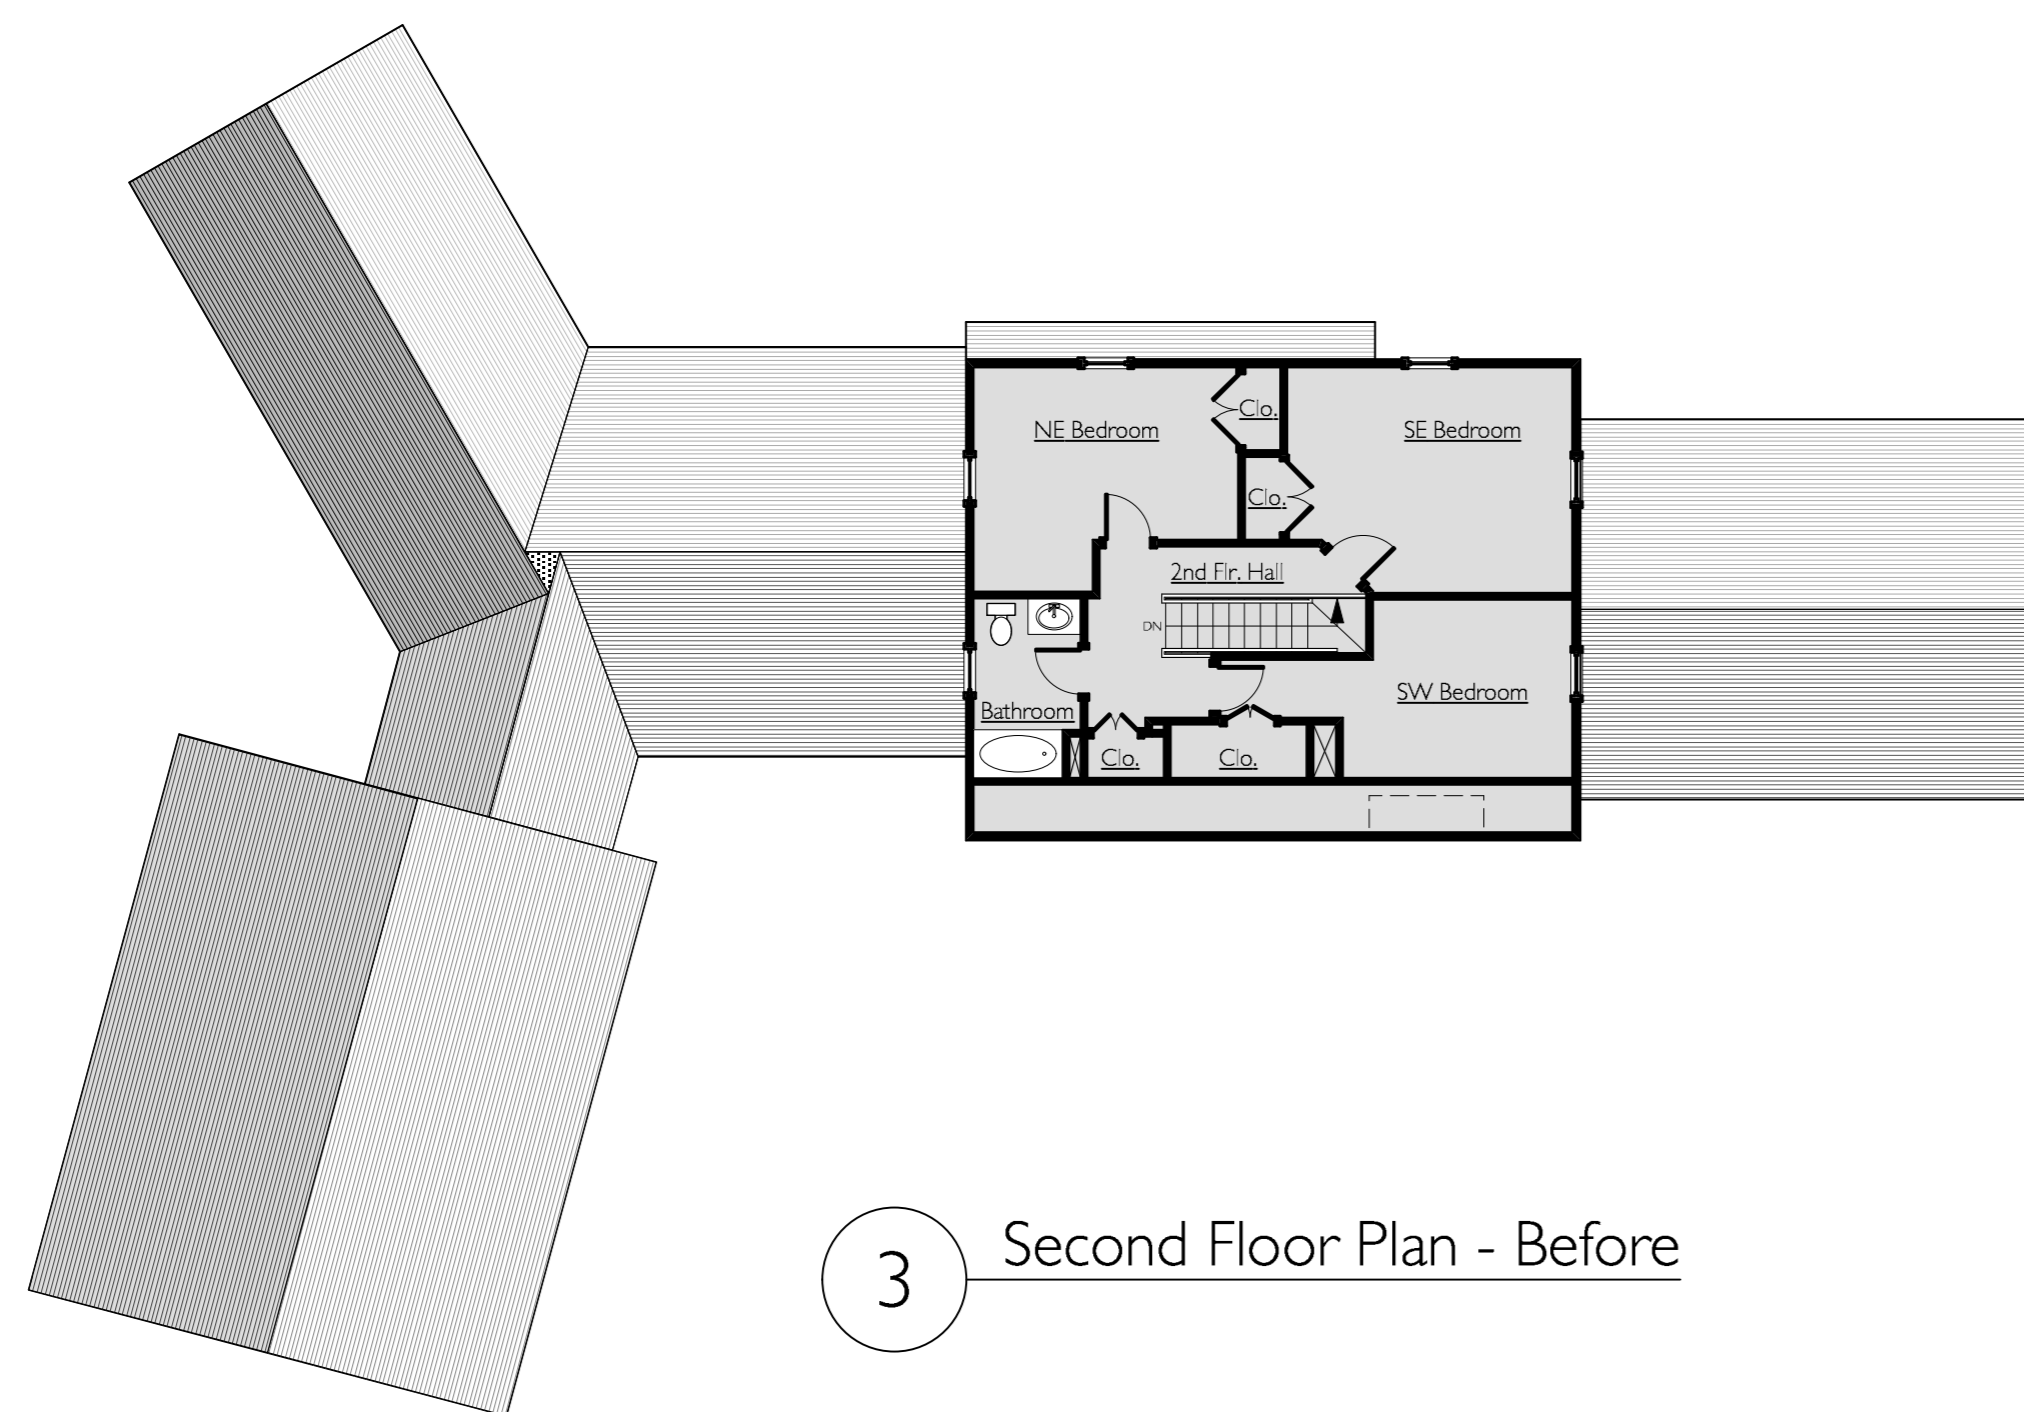 Clo.
NE Bedroom
SE Bedroom
Clo.
2nd Flr. Hall
DN
SW Bedroom
Bathroom
Clo.
Clo.
3
Second Floor Plan - Before